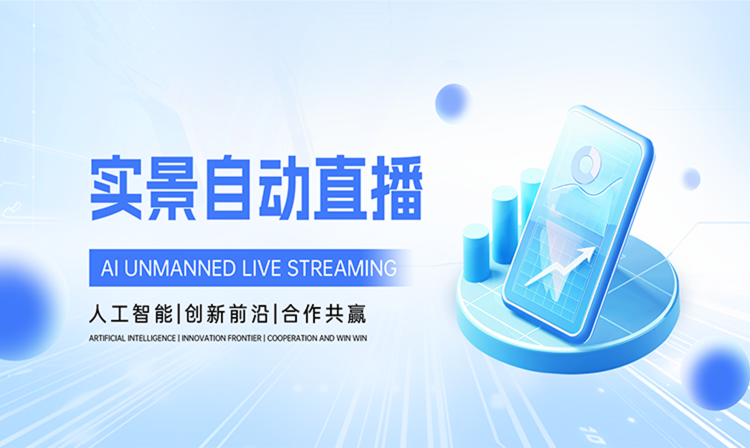 实景自动直播
AI UNMANNED LIVE STREAMING
人工智能|创新前沿|合作共赢
ARTIFICIAL INTELLIGENCE | INNOVATION FRONTIER | COOPERATION AND WIN WIN